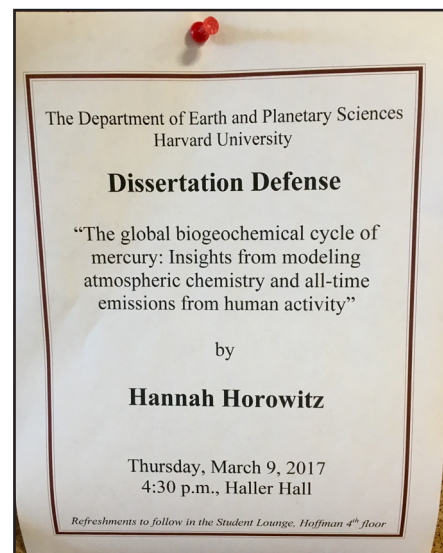 The Department of Earth and Planetary Sciences
Harvard University
Dissertation Defense
“The global biogeochemical cycle of
mercury: Insights from modeling
atmospheric chemistry and all-time
emissions from human activity”
by
Hannah Horowitz
Thursday, March 9, 2017
4:30 p.m., Haller Hall
Refreshments to follow in the Student Lounge, Hoffman 4th floor